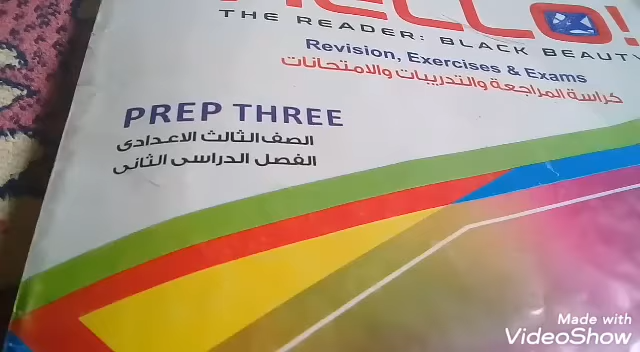 HELLO!
THE READER: BLACK BEAUTY
Revision, Exercises & Exams
كراسة المراجعة والتدريبات والامتحانات
PREP THREE
الصف الثالث الاعدادى
الفصل الدراسى الثانى
Made with
VideoShow